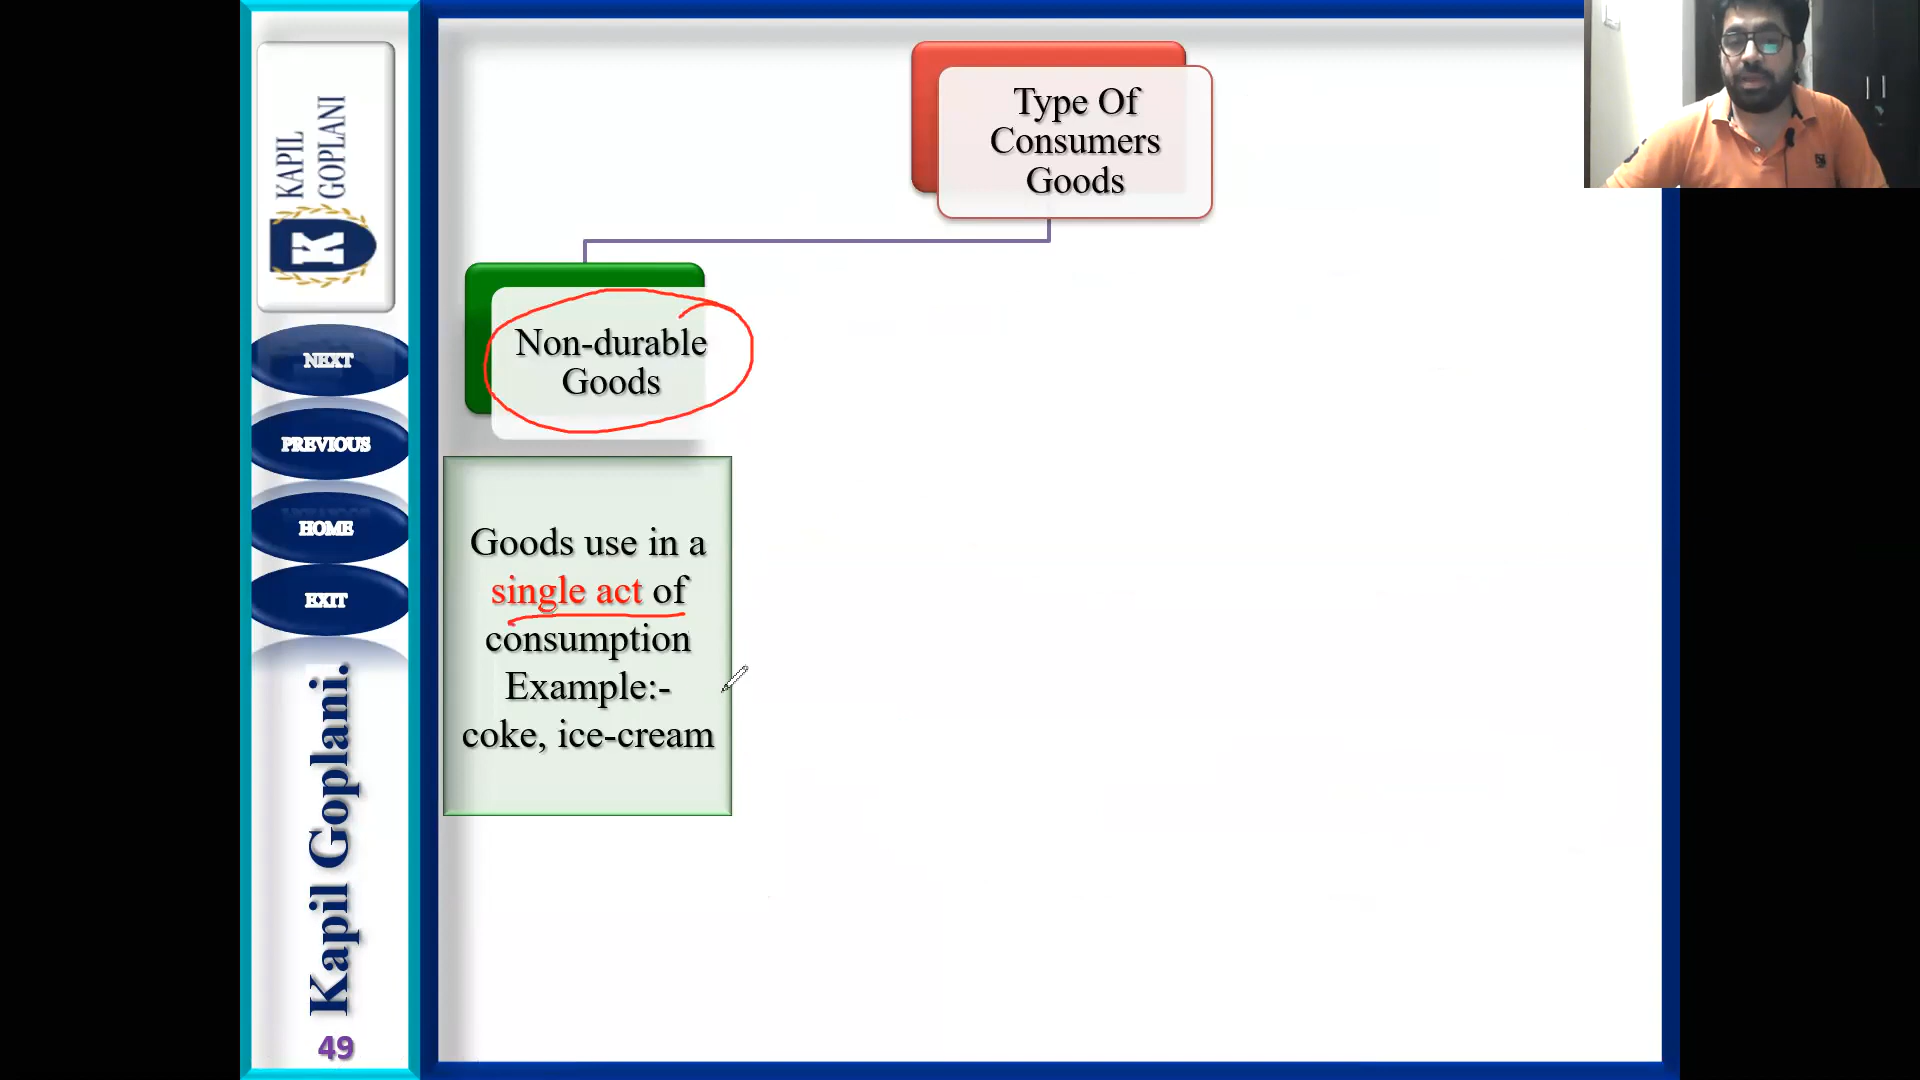 KAPIL
GOPLANI
K
NEXT
PREVIOUS
HOME
EXIT
Kapil Goplani.
49
Type Of
Consumers
Goods
Non-durable
Goods
Goods use in a
single act of
consumption
Example:-
coke, ice-cream